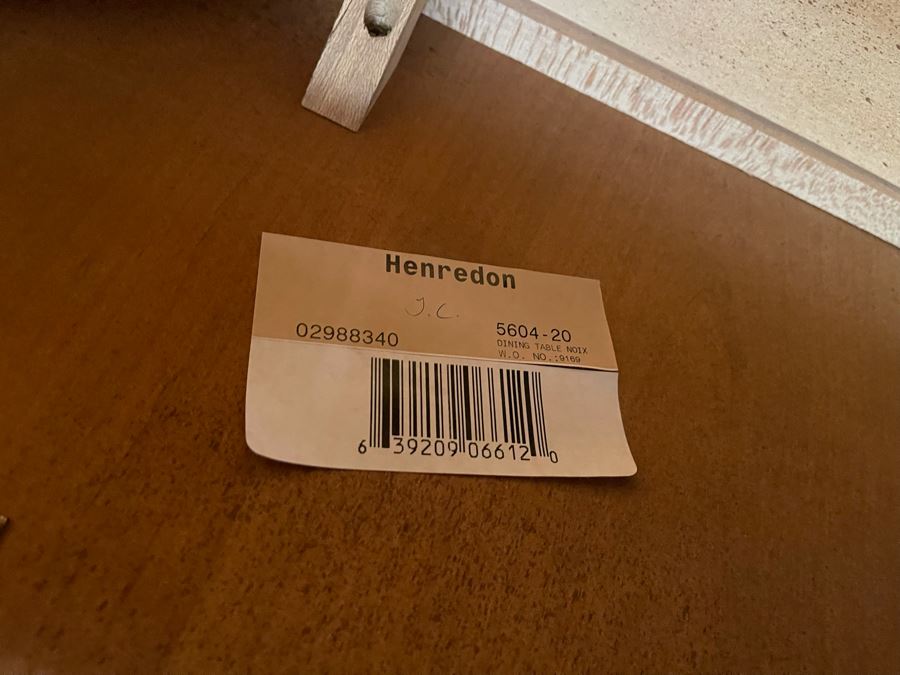 Henredon
J.C.
02988340
5604-20
DINING TABLE NOIX
W.O. NO.:9169
6 39209 06612 0